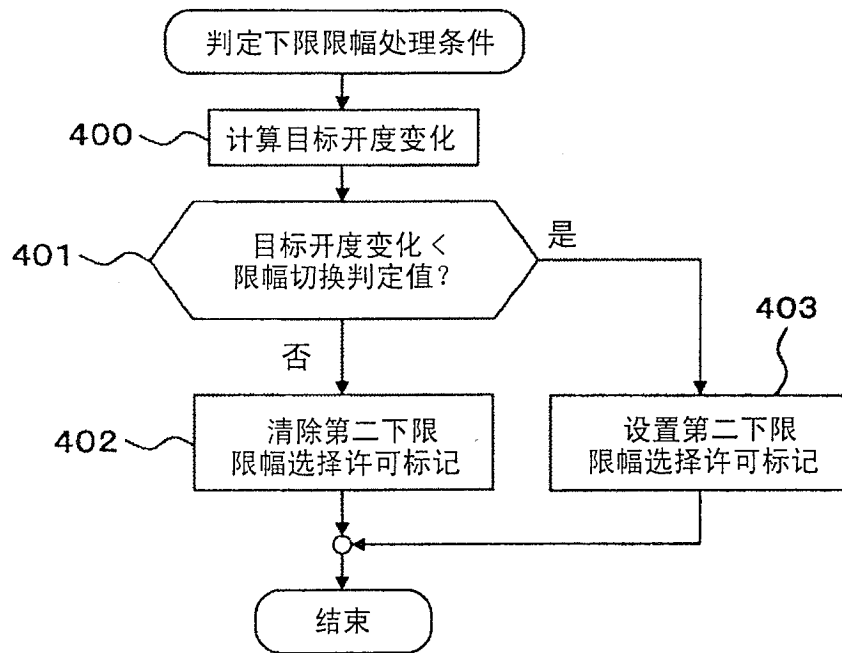 判定下限限幅处理条件
400
计算目标开度变化
401
目标开度变化 <
限幅切换判定值?
是
否
403
402
清除第二下限
限幅选择许可标记
设置第二下限
限幅选择许可标记
结束